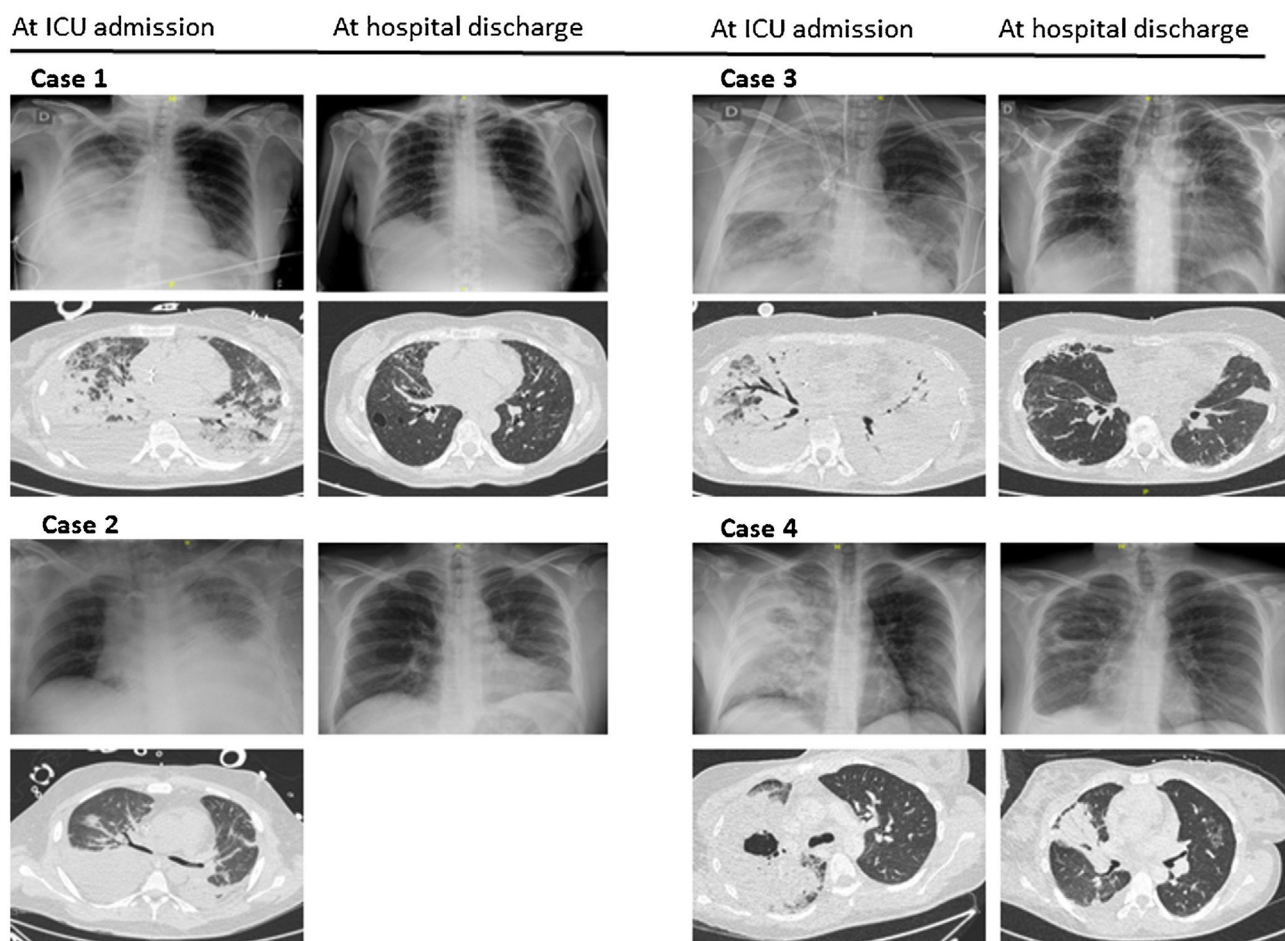 At ICU admission At hospital discharge At ICU admission At hospital discharge
Case 1 Case 3
D D D
Case 2 Case 4